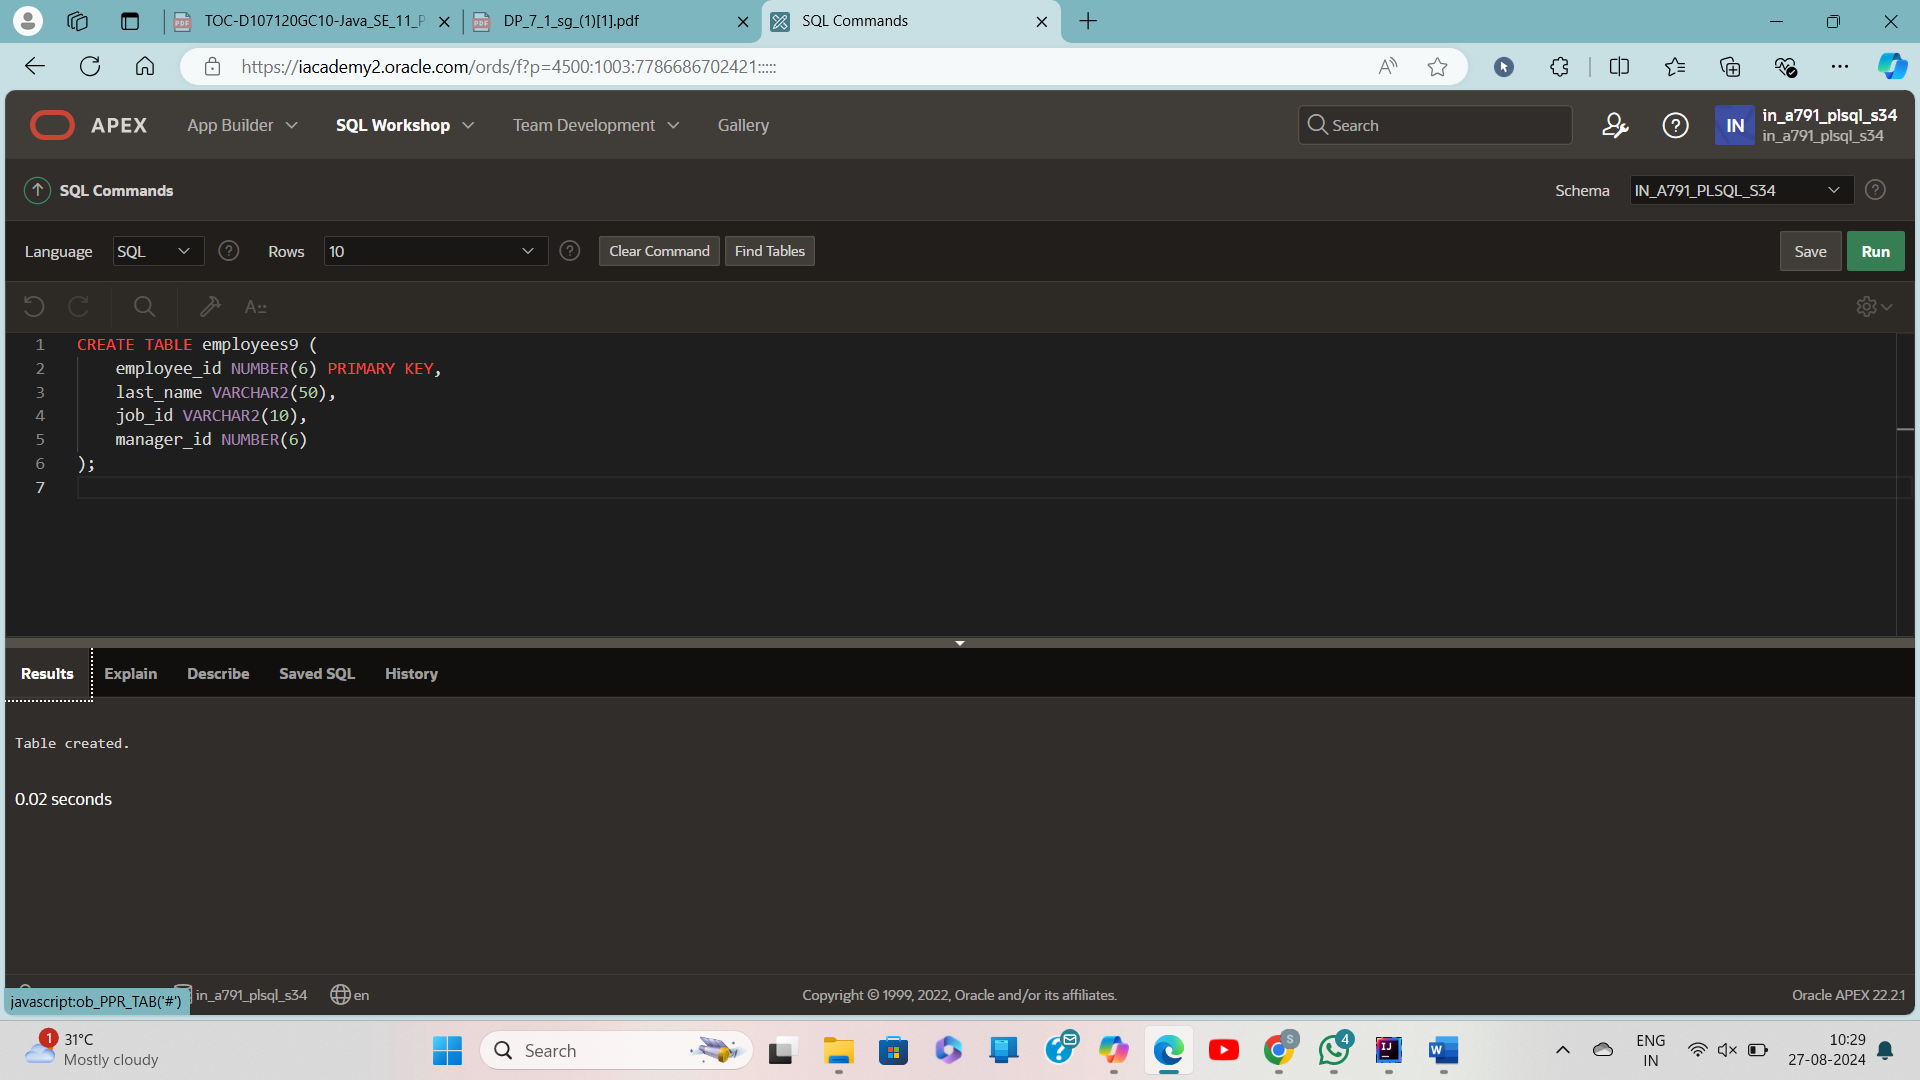 TOC-D107120GC10-Java_SE_11_P
DP_7_1_sg_(1)[1].pdf
SQL Commands
https://iacademy2.oracle.com/ords/f?p=4500:1003:7786686702421:::::
APEX
App Builder
SQL Workshop
Team Development
Gallery
Search
IN
in_a791_plsql_s34
in_a791_plsql_s34
SQL Commands
Schema
IN_A791_PLSQL_S34
Language
SQL
Rows
10
Clear Command
Find Tables
Save
Run
1 CREATE TABLE employees9 (
2 employee_id NUMBER(6) PRIMARY KEY,
3 last_name VARCHAR2(50),
4 job_id VARCHAR2(10),
5 manager_id NUMBER(6)
6 );
7
Results
Explain
Describe
Saved SQL
History
Table created.
0.02 seconds
javascript:ob_PPR_TAB('#')
in_a791_plsql_s34
en
Copyright © 1999, 2022, Oracle and/or its affiliates.
Oracle APEX 22.2.1
1
31°C
Mostly cloudy
Search
S
4
ENG
IN
10:29
27-08-2024